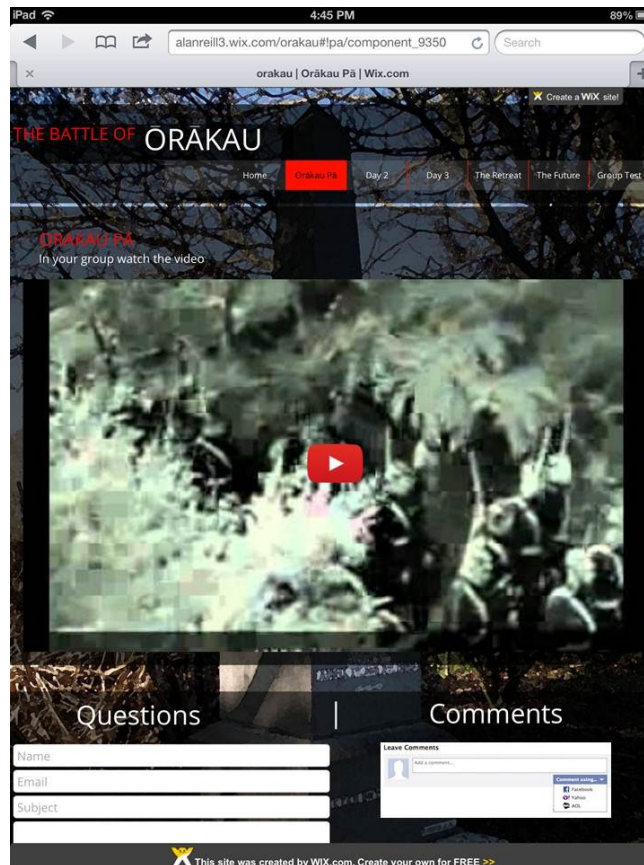 iPad
4:45 PM
89%
alanreill3.wix.com/orakau#!pa/component_9350
Search
orakau | Orākau Pā | Wix.com
Create a WiX site!
THE BATTLE OF ŌRĀKAU
Home
Orākau Pā
Day 2
Day 3
The Retreat
The Future
Group Test
ORAKAU PĀ
In your group watch the video
Questions | Comments
Name
Email
Subject
Leave Comments
Add a comment...
Comment using...
Facebook
Yahoo
AOL
This site was created by WIX.com. Create your own for FREE >>